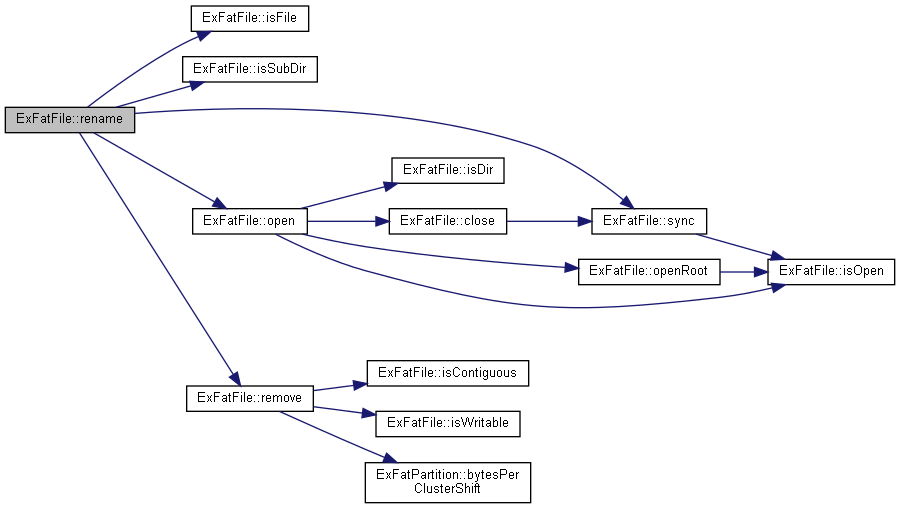 ExFatFile::isFile
ExFatFile::isSubDir
ExFatFile::rename
ExFatFile::isDir
ExFatFile::open
ExFatFile::close
ExFatFile::sync
ExFatFile::openRoot
ExFatFile::isOpen
ExFatFile::isContiguous
ExFatFile::remove
ExFatFile::isWritable
ExFatPartition::bytesPer
ClusterShift